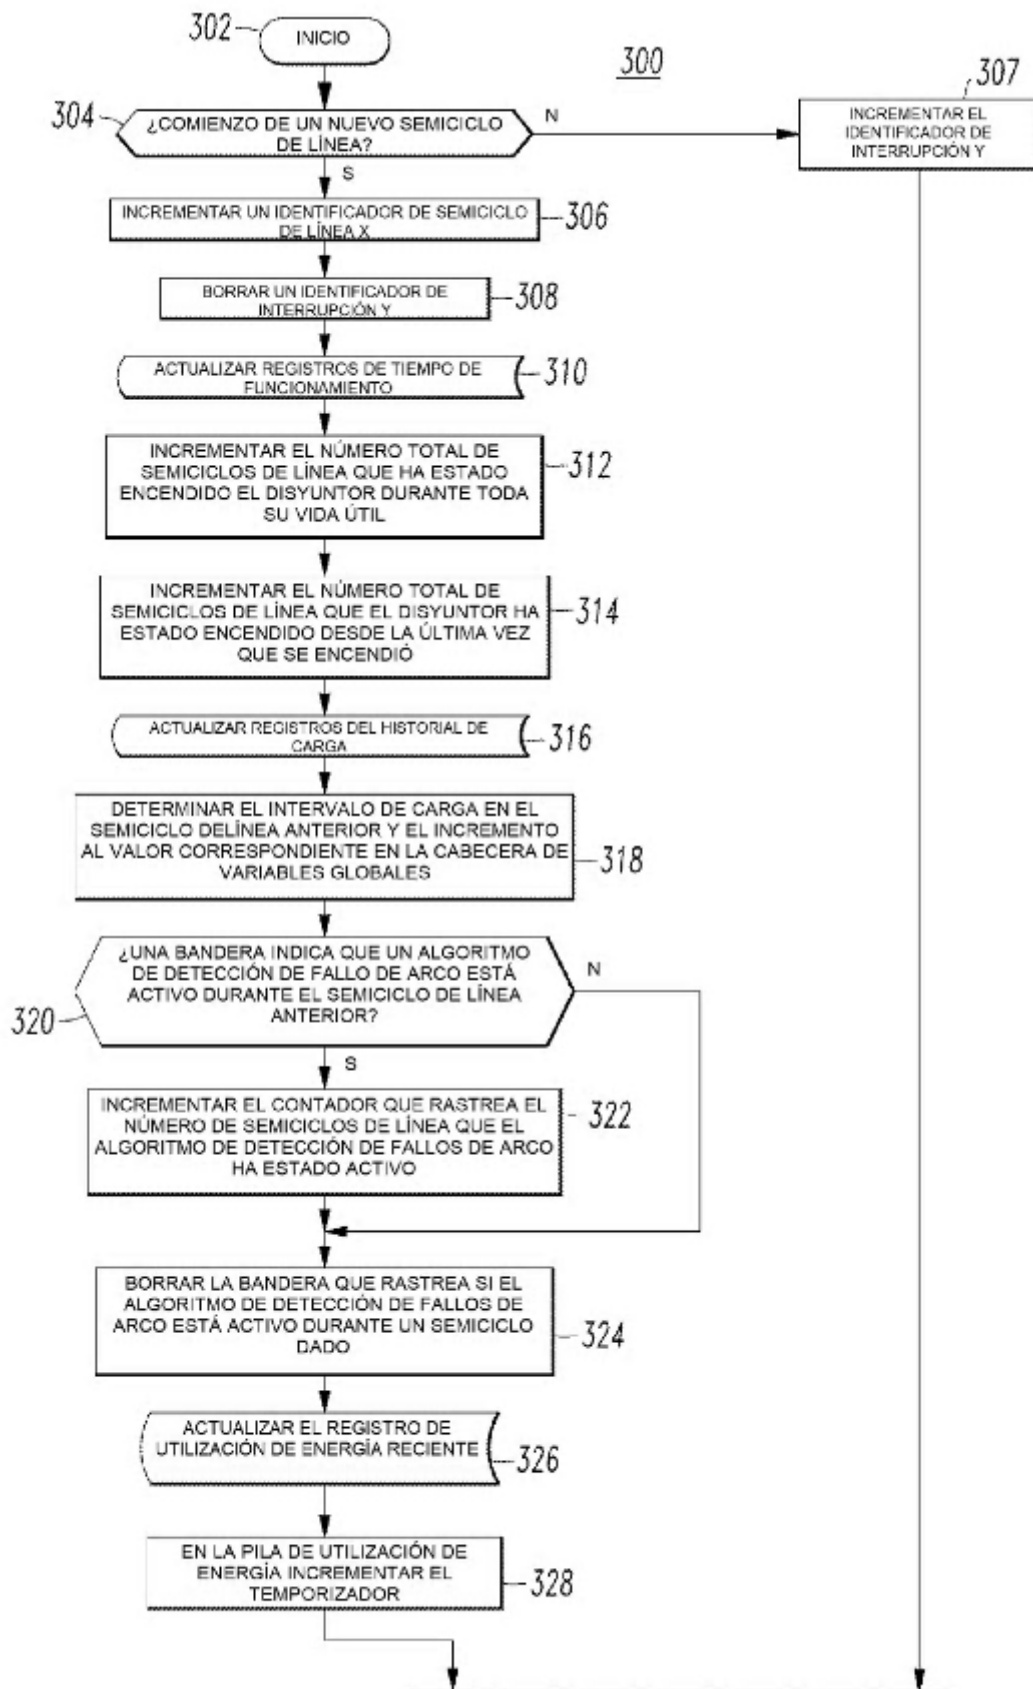 302
INICIO
300
307
304
¿COMIENZO DE UN NUEVO SEMICICLO
DE LÍNEA?
N
INCREMENTAR EL
IDENTIFICADOR DE
INTERRUPCIÓN Y
S
INCREMENTAR UN IDENTIFICADOR DE SEMICICLO
DE LÍNEA X
306
BORRAR UN IDENTIFICADOR DE
INTERRUPCIÓN Y
308
ACTUALIZAR REGISTROS DE TIEMPO DE
FUNCIONAMIENTO
310
INCREMENTAR EL NÚMERO TOTAL DE
SEMICICLOS DE LÍNEA QUE HA ESTADO
ENCENDIDO EL DISYUNTOR DURANTE TODA
SU VIDA ÚTIL
312
INCREMENTAR EL NÚMERO TOTAL DE
SEMICICLOS DE LÍNEA QUE EL DISYUNTOR HA
ESTADO ENCENDIDO DESDE LA ÚLTIMA VEZ
QUE SE ENCENDIÓ
314
ACTUALIZAR REGISTROS DEL HISTORIAL DE
CARGA
316
DETERMINAR EL INTERVALO DE CARGA EN EL
SEMICICLO DELÍNEA ANTERIOR Y EL INCREMENTO
AL VALOR CORRESPONDIENTE EN LA CABECERA DE
VARIABLES GLOBALES
318
¿UNA BANDERA INDICA QUE UN ALGORITMO
DE DETECCIÓN DE FALLO DE ARCO ESTÁ
ACTIVO DURANTE EL SEMICICLO DE LÍNEA
ANTERIOR?
N
320
S
INCREMENTAR EL CONTADOR QUE RASTREA EL
NÚMERO DE SEMICICLOS DE LÍNEA QUE EL
ALGORITMO DE DETECCIÓN DE FALLOS DE ARCO
HA ESTADO ACTIVO
322
BORRAR LA BANDERA QUE RASTREA SI EL
ALGORITMO DE DETECCIÓN DE FALLOS DE
ARCO ESTÁ ACTIVO DURANTE UN SEMICICLO
DADO
324
ACTUALIZAR EL REGISTRO DE
UTILIZACIÓN DE ENERGÍA RECIENTE
326
EN LA PILA DE UTILIZACIÓN DE
ENERGÍA INCREMENTAR EL
TEMPORIZADOR
328